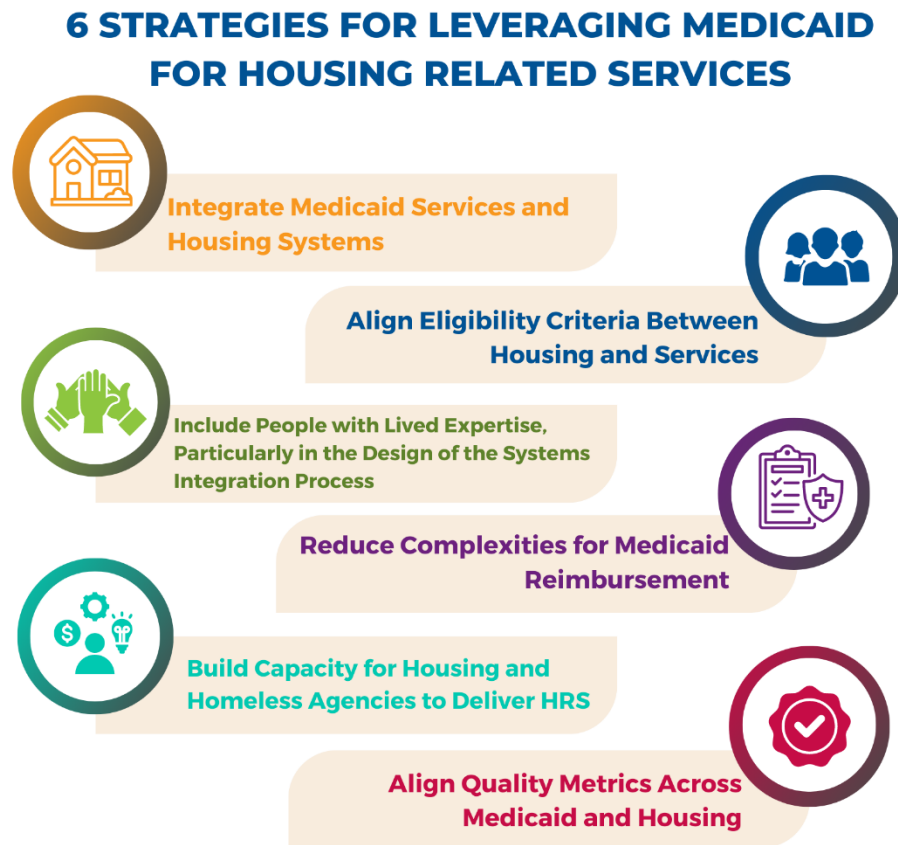 6 STRATEGIES FOR LEVERAGING MEDICAID
FOR HOUSING RELATED SERVICES
Integrate Medicaid Services and
Housing Systems
Align Eligibility Criteria Between
Housing and Services
Include People with Lived Expertise,
Particularly in the Design of the Systems
Integration Process
Reduce Complexities for Medicaid
Reimbursement
$
Build Capacity for Housing and
Homeless Agencies to Deliver HRS
Align Quality Metrics Across
Medicaid and Housing